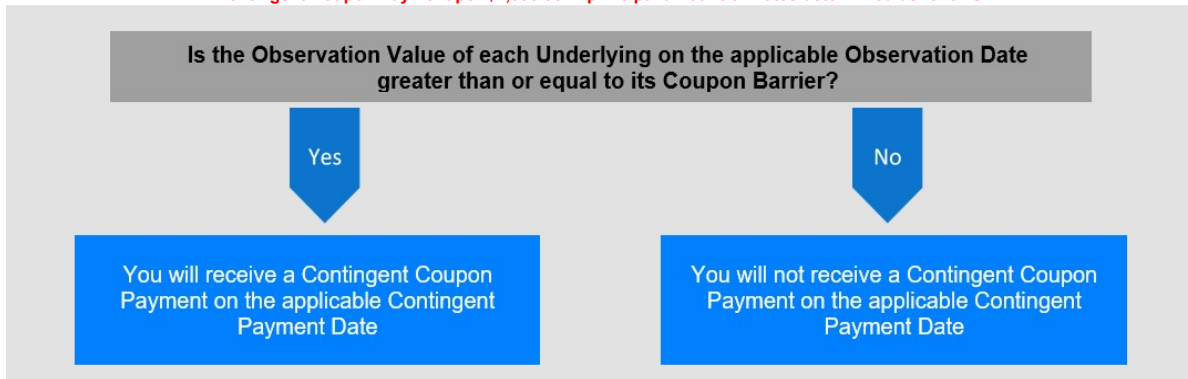 Is the Observation Value of each Underlying on the applicable Observation Date
greater than or equal to its Coupon Barrier?
Yes
No
You will receive a Contingent Coupon
Payment on the applicable Contingent
Payment Date
You will not receive a Contingent Coupon
Payment on the applicable Contingent
Payment Date